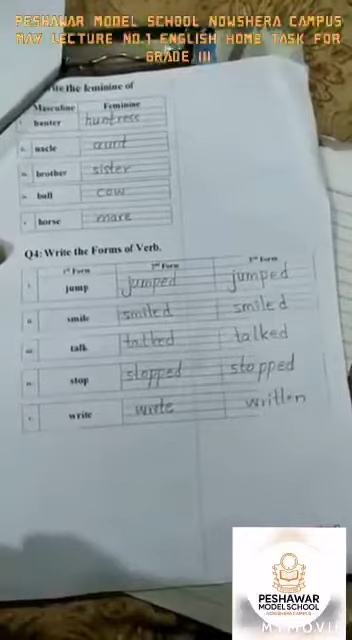 PESHAWAR MODEL SCHOOL NOWSHERA CAMPUS
MAY LECTURE NO.1 ENGLISH HOME TASK FOR
GRADE III
the feminine of
Masculine Feminine
hunter huntress
uncle aunt
brother sister
bull cow
horse mare
Q4: Write the Forms of Verb.
1st Form 2nd Form 3rd Form
jump jumped jumped
smile smiled smiled
talk talked talked
stop stopped stopped
write wrote written
PESHAWAR
MODEL SCHOOL
NOWSHERA CAMPUS